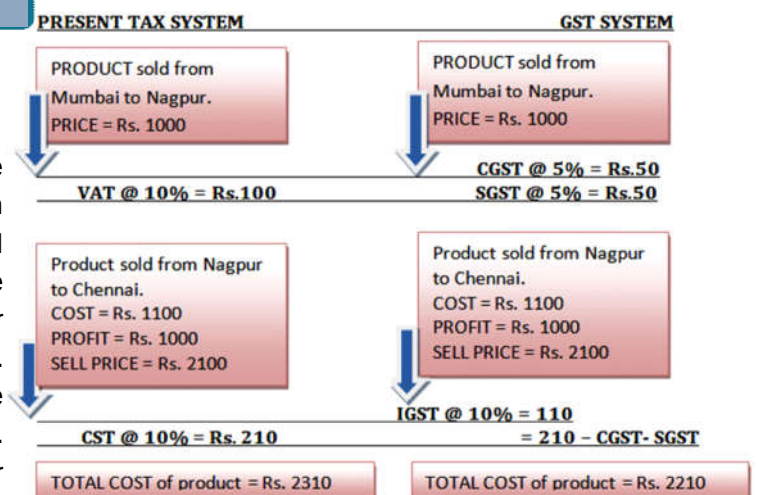 PRESENT TAX SYSTEM
GST SYSTEM
PRODUCT sold from
Mumbai to Nagpur.
PRICE = Rs. 1000
PRODUCT sold from
Mumbai to Nagpur.
PRICE = Rs. 1000
VAT @ 10% = Rs.100
CGST @ 5% = Rs.50
SGST @ 5% = Rs.50
Product sold from Nagpur
to Chennai.
COST = Rs. 1100
PROFIT = Rs. 1000
SELL PRICE = Rs. 2100
Product sold from Nagpur
to Chennai.
COST = Rs. 1100
PROFIT = Rs. 1000
SELL PRICE = Rs. 2100
CST @ 10% = Rs. 210
IGST @ 10% = 110
= 210 – CGST- SGST
TOTAL COST of product = Rs. 2310
TOTAL COST of product = Rs. 2210